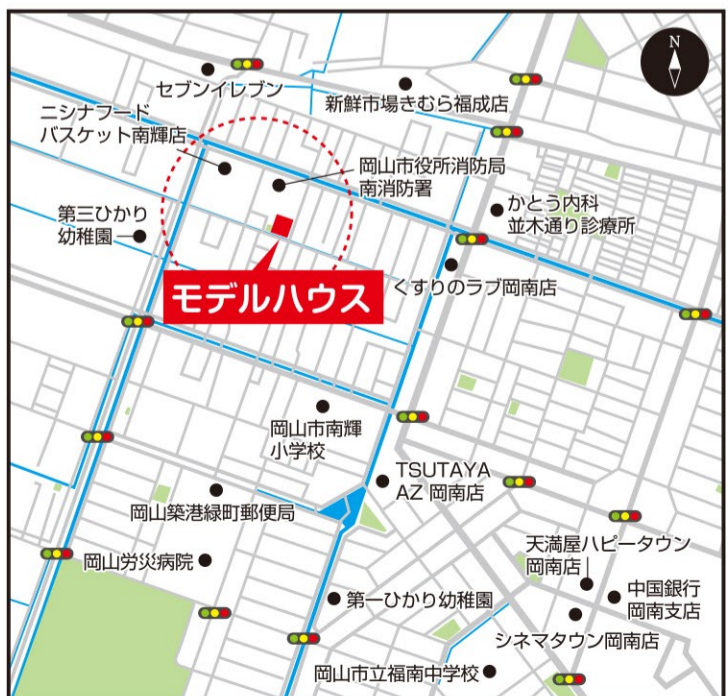 N
セブンイレブン
新鮮市場きむら福成店
ニシナフード
バスケット南輝店
岡山市役所消防局
南消防署
かとう内科
並木通り診療所
第三ひかり
幼稚園
くすりのラブ岡南店
モデルハウス
岡山市南輝
小学校
TSUTAYA
AZ 岡南店
岡山築港緑町郵便局
天満屋ハピータウン
岡南店
岡山労災病院
中国銀行
岡南支店
第一ひかり幼稚園
シネマタウン岡南店
岡山市立福南中学校